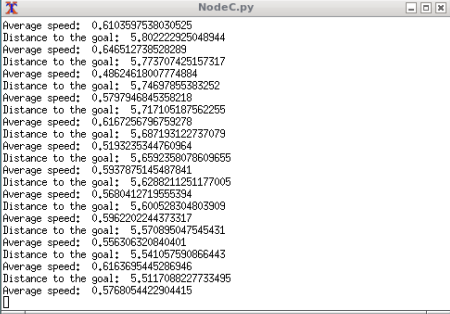 NodeC.py
Average speed: 0.6103597538030525
Distance to the goal: 5.802222925048944
Average speed: 0.646512738528289
Distance to the goal: 5.773707425157317
Average speed: 0.48624618007774884
Distance to the goal: 5.74697855383252
Average speed: 0.5797946845358218
Distance to the goal: 5.717105187562255
Average speed: 0.6167256796759278
Distance to the goal: 5.687193122737079
Average speed: 0.5193235344760964
Distance to the goal: 5.6592358078609655
Average speed: 0.5937875145487841
Distance to the goal: 5.6288211251177005
Average speed: 0.5680412719555394
Distance to the goal: 5.600528304803909
Average speed: 0.5962202244373317
Distance to the goal: 5.570895047545431
Average speed: 0.556306320840401
Distance to the goal: 5.541057590866443
Average speed: 0.6163695445286946
Distance to the goal: 5.5117088227733495
Average speed: 0.5768054422904415